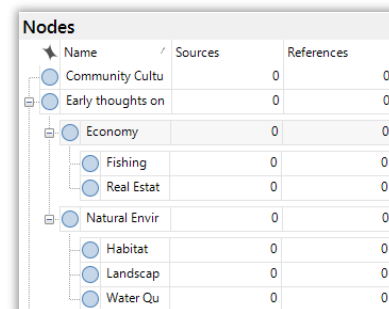 Nodes
Name Sources References
Community Cultu 0 0
Early thoughts on 0 0
Economy 0 0
Fishing 0 0
Real Estat 0 0
Natural Envir 0 0
Habitat 0 0
Landscap 0 0
Water Qu 0 0